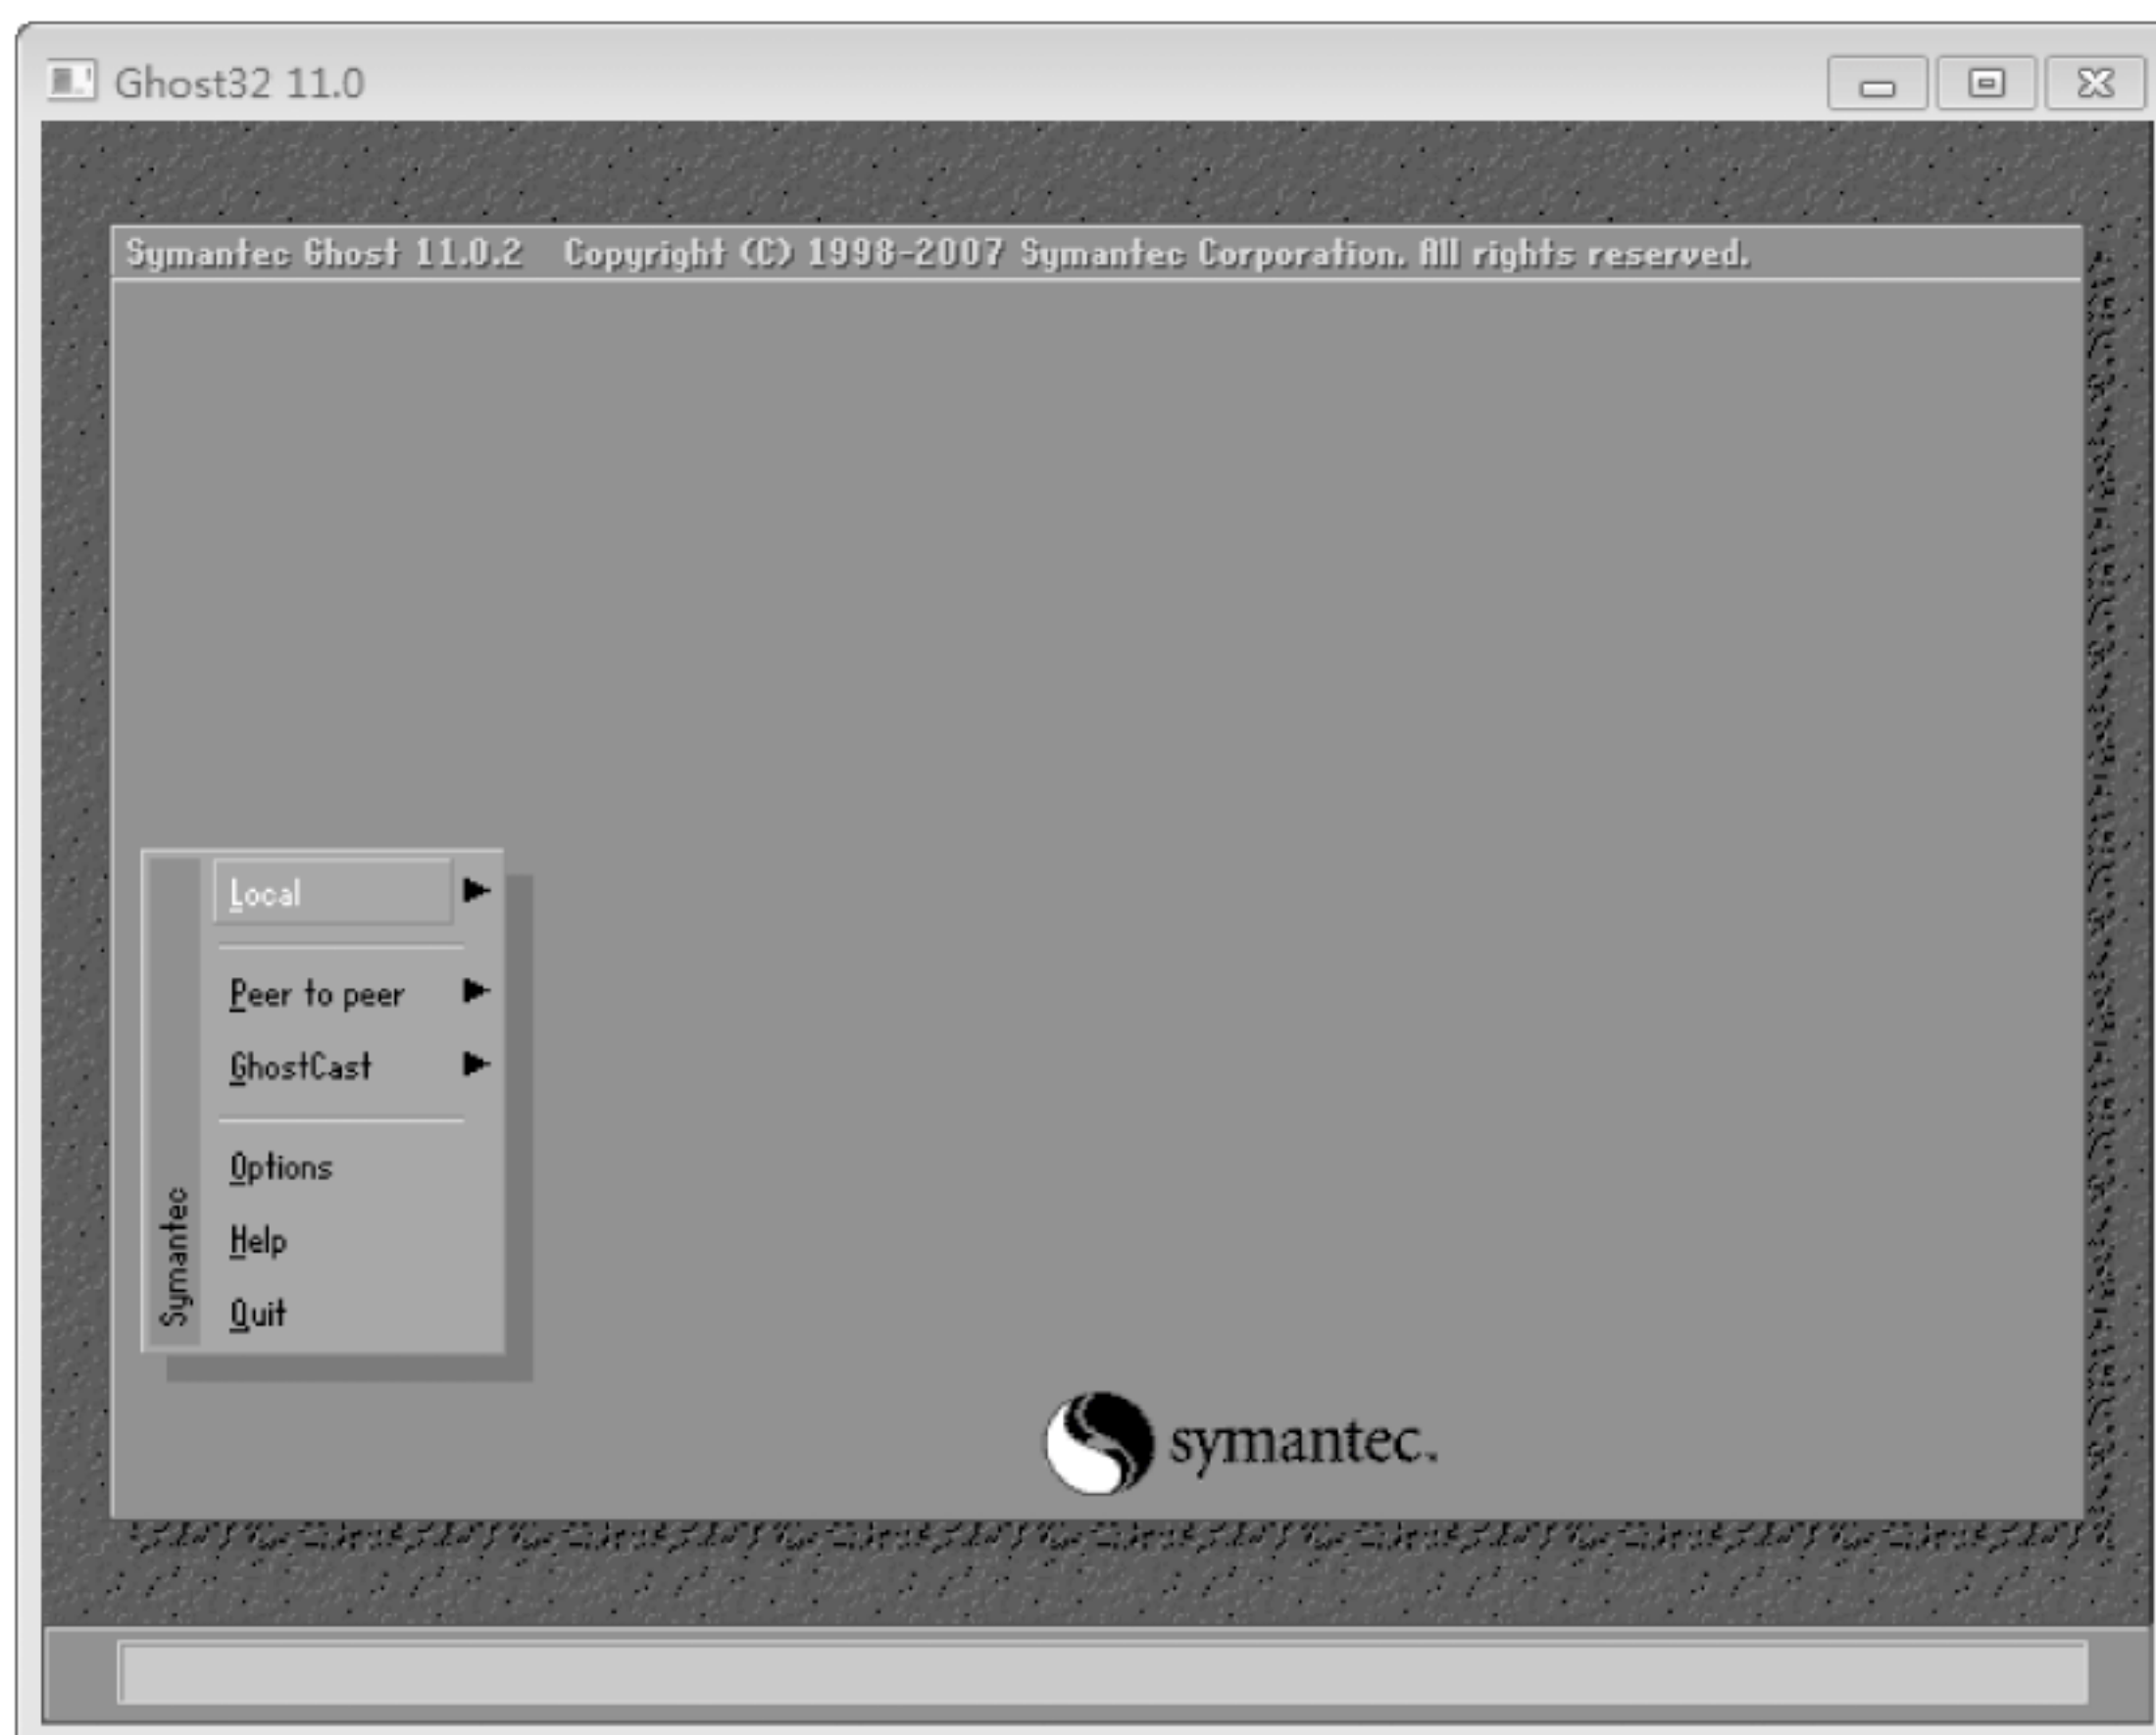 Ghost32 11.0
Symantec Ghost 11.0.2 Copyright (C) 1998-2007 Symantec Corporation. All rights reserved.
Local
Peer to peer
GhostCast
Options
Help
Quit
Symantec
symantec.